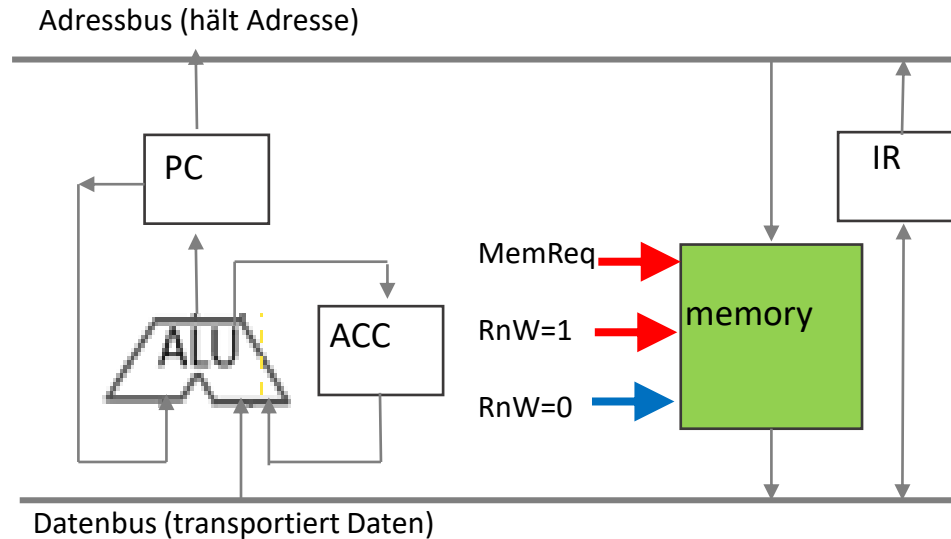 Adressbus (hält Adresse)
PC
IR
MemReq
memory
RnW=1
ALU
ACC
RnW=0
Datenbus (transportiert Daten)